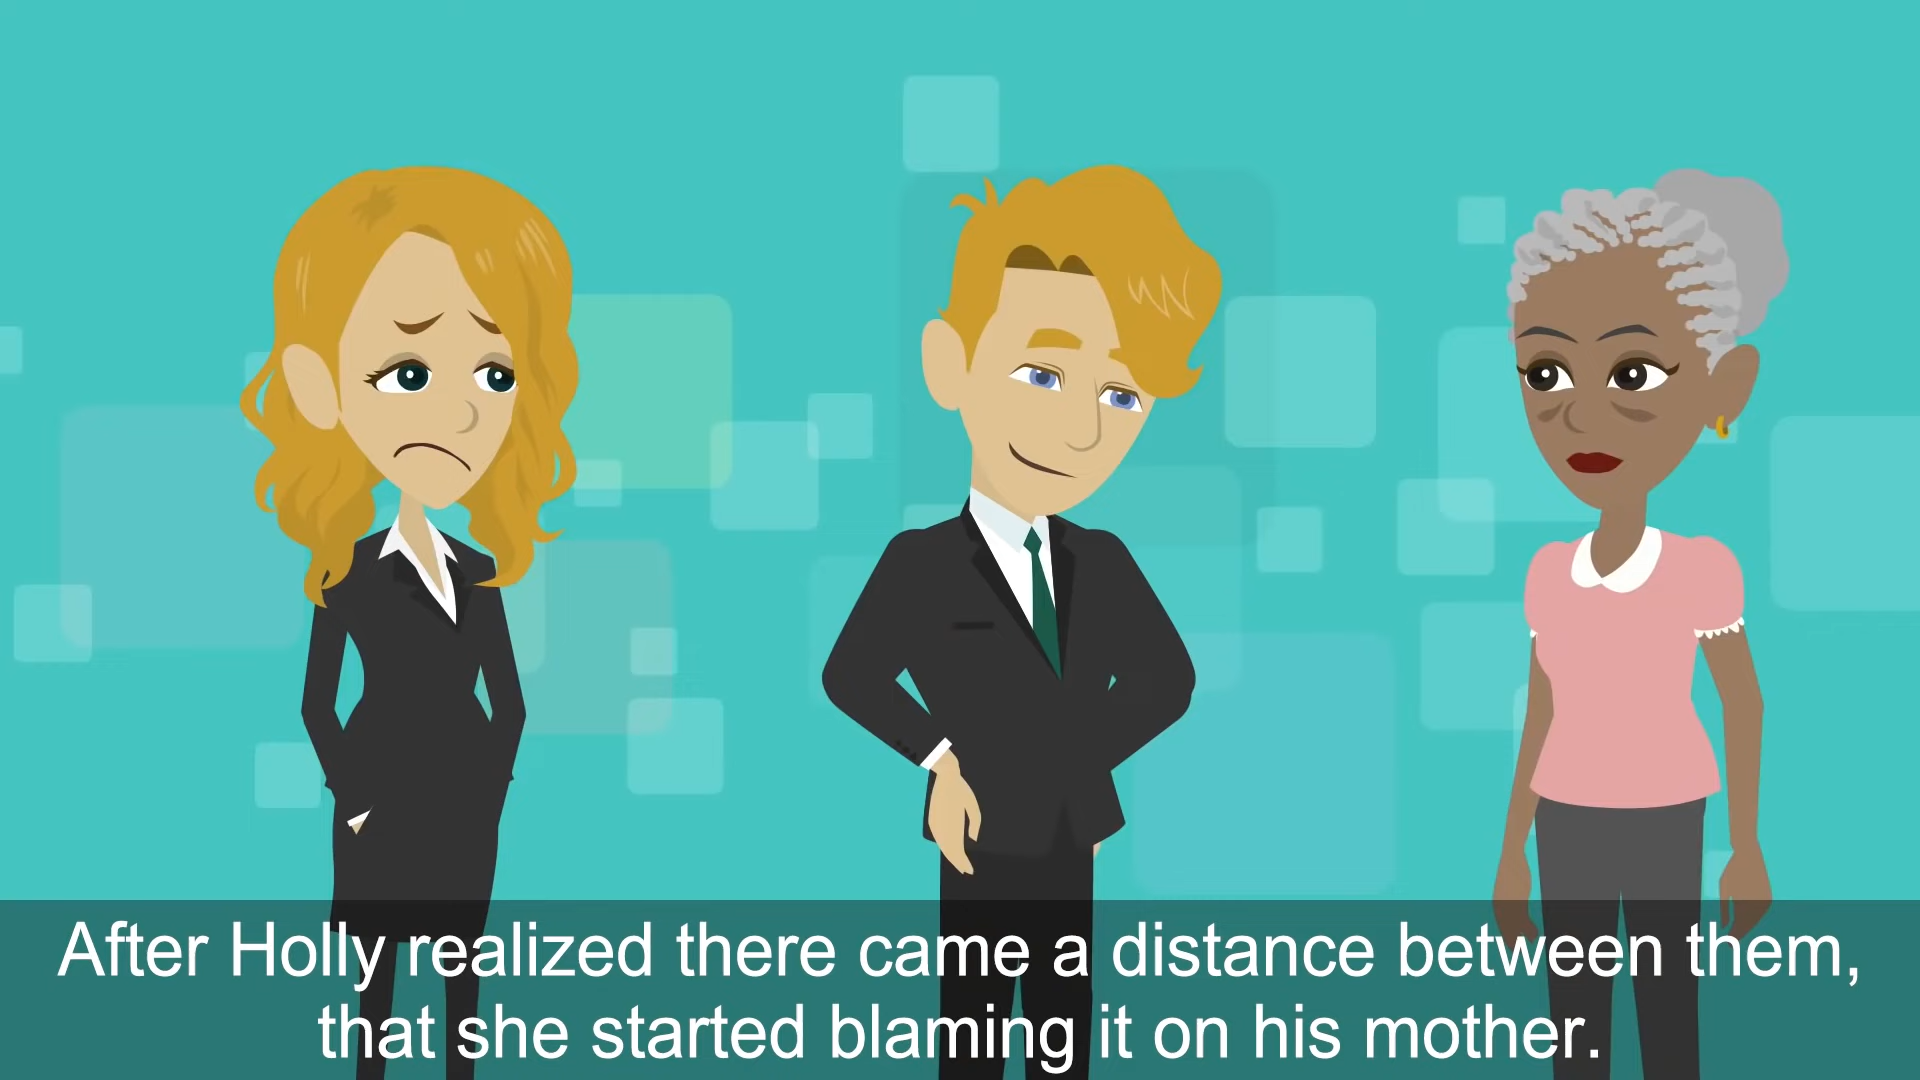 After Holly realized there came a distance between them,
that she started blaming it on his mother.